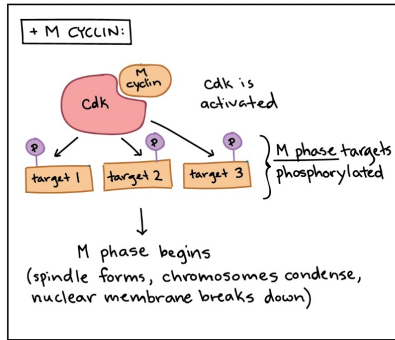 + M CYCLIN:
M
cyclin
Cdk
Cdk is
activated
P
P
P
target 1
target 2
target 3
M phase targets
phosphorylated
M phase begins
(spindle forms, chromosomes condense,
nuclear membrane breaks down)